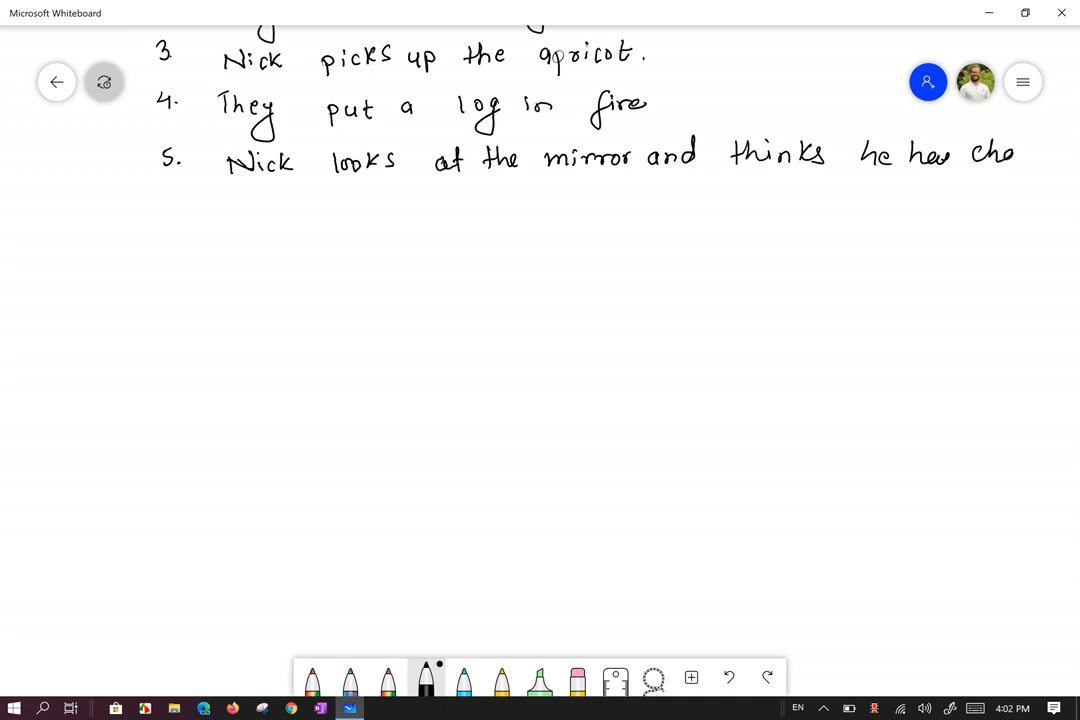 Microsoft Whiteboard
3. Nick picks up the apricot.
4. They put a log in fire
5. Nick looks at the mirror and thinks he has cha
EN 4:02 PM